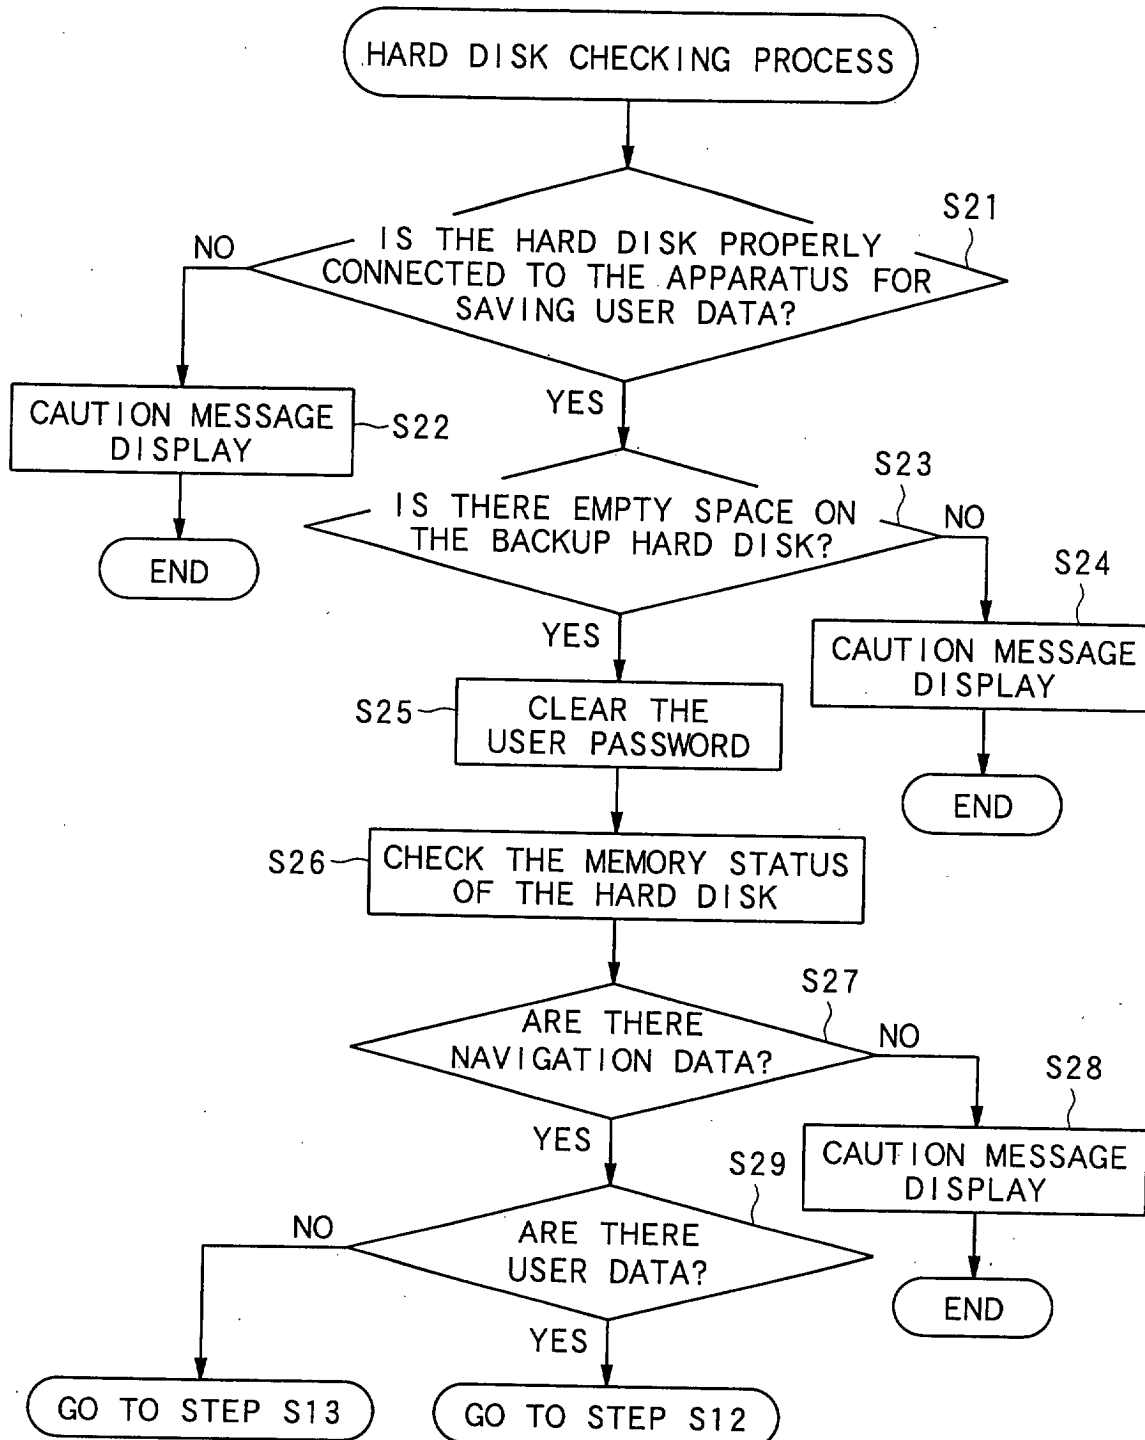 HARD DISK CHECKING PROCESS
S21
NO
IS THE HARD DISK PROPERLY
CONNECTED TO THE APPARATUS FOR
SAVING USER DATA?
YES
CAUTION MESSAGE
DISPLAY
S22
END
S23
IS THERE EMPTY SPACE ON
THE BACKUP HARD DISK?
NO
YES
S24
CAUTION MESSAGE
DISPLAY
END
S25
CLEAR THE
USER PASSWORD
S26
CHECK THE MEMORY STATUS
OF THE HARD DISK
S27
ARE THERE
NAVIGATION DATA?
NO
YES
S28
CAUTION MESSAGE
DISPLAY
END
S29
NO
ARE THERE
USER DATA?
YES
GO TO STEP S13
GO TO STEP S12